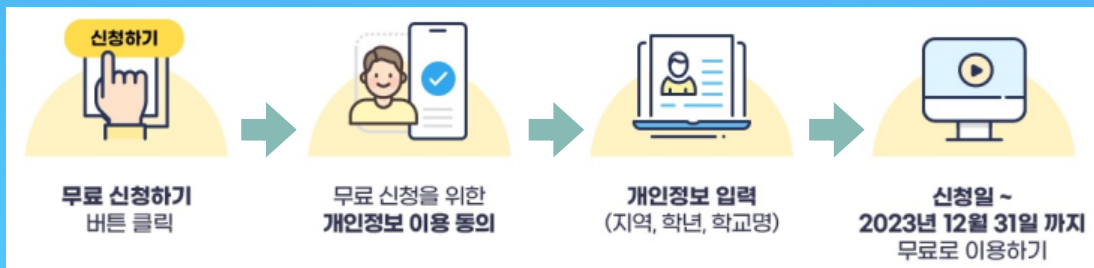 신청하기
무료 신청하기
버튼 클릭
무료 신청을 위한
개인정보 이용 동의
개인정보 입력
(지역, 학년, 학교명)
신청일 ~
2023년 12월 31일 까지
무료로 이용하기